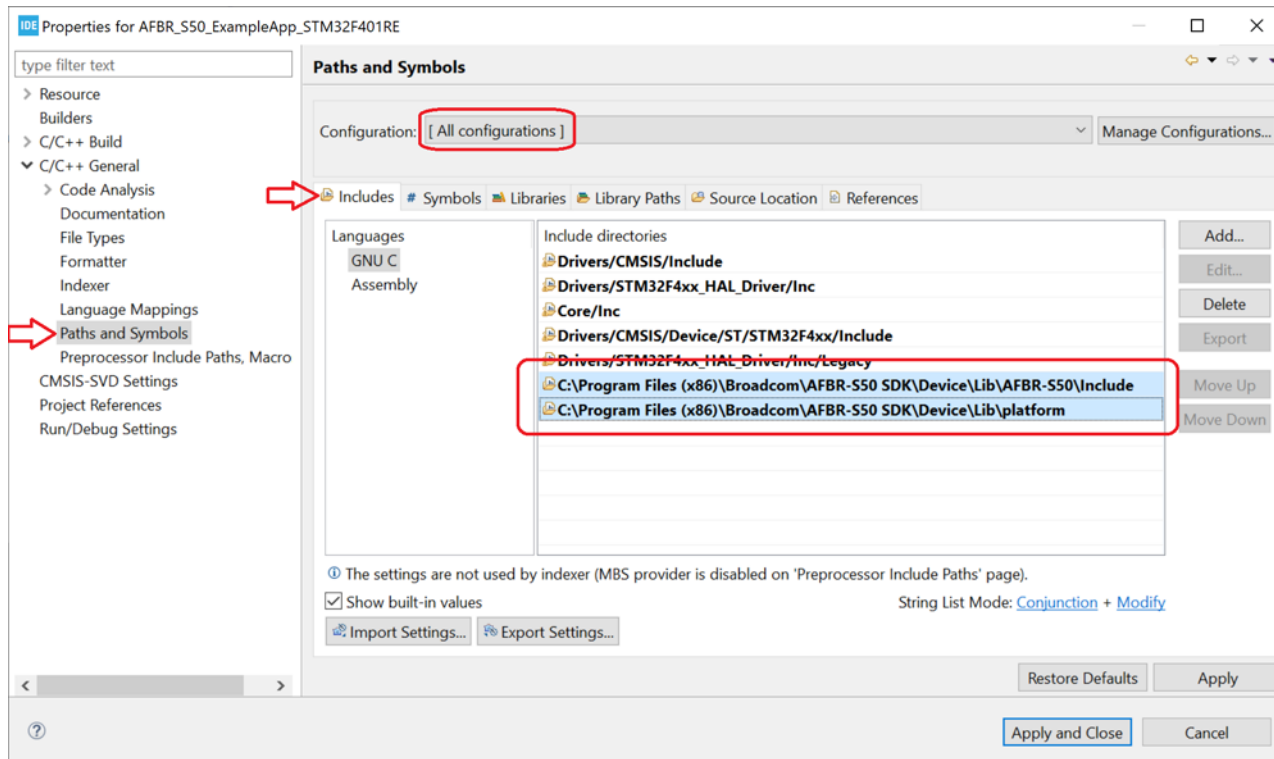 IDE Properties for AFBR_S50_ExampleApp_STM32F401RE
type filter text
Resource
Builders
C/C++ Build
C/C++ General
Code Analysis
Documentation
File Types
Formatter
Indexer
Language Mappings
Paths and Symbols
Preprocessor Include Paths, Macro
CMSIS-SVD Settings
Project References
Run/Debug Settings
Paths and Symbols
Configuration: [ All configurations ] Manage Configurations...
Includes # Symbols Libraries Library Paths Source Location References
Languages
GNU C
Assembly
Include directories
Drivers/CMSIS/Include
Drivers/STM32F4xx_HAL_Driver/Inc
Core/Inc
Drivers/CMSIS/Device/ST/STM32F4xx/Include
Drivers/STM32F4xx_HAL_Driver/Inc/Legacy
C:\Program Files (x86)\Broadcom\AFBR-S50 SDK\Device\Lib\AFBR-S50\Include
C:\Program Files (x86)\Broadcom\AFBR-S50 SDK\Device\Lib\platform
Add...
Edit...
Delete
Export
Move Up
Move Down
The settings are not used by indexer (MBS provider is disabled on 'Preprocessor Include Paths' page).
Show built-in values String List Mode: Conjunction + Modify
Import Settings... Export Settings...
Restore Defaults Apply
? Apply and Close Cancel